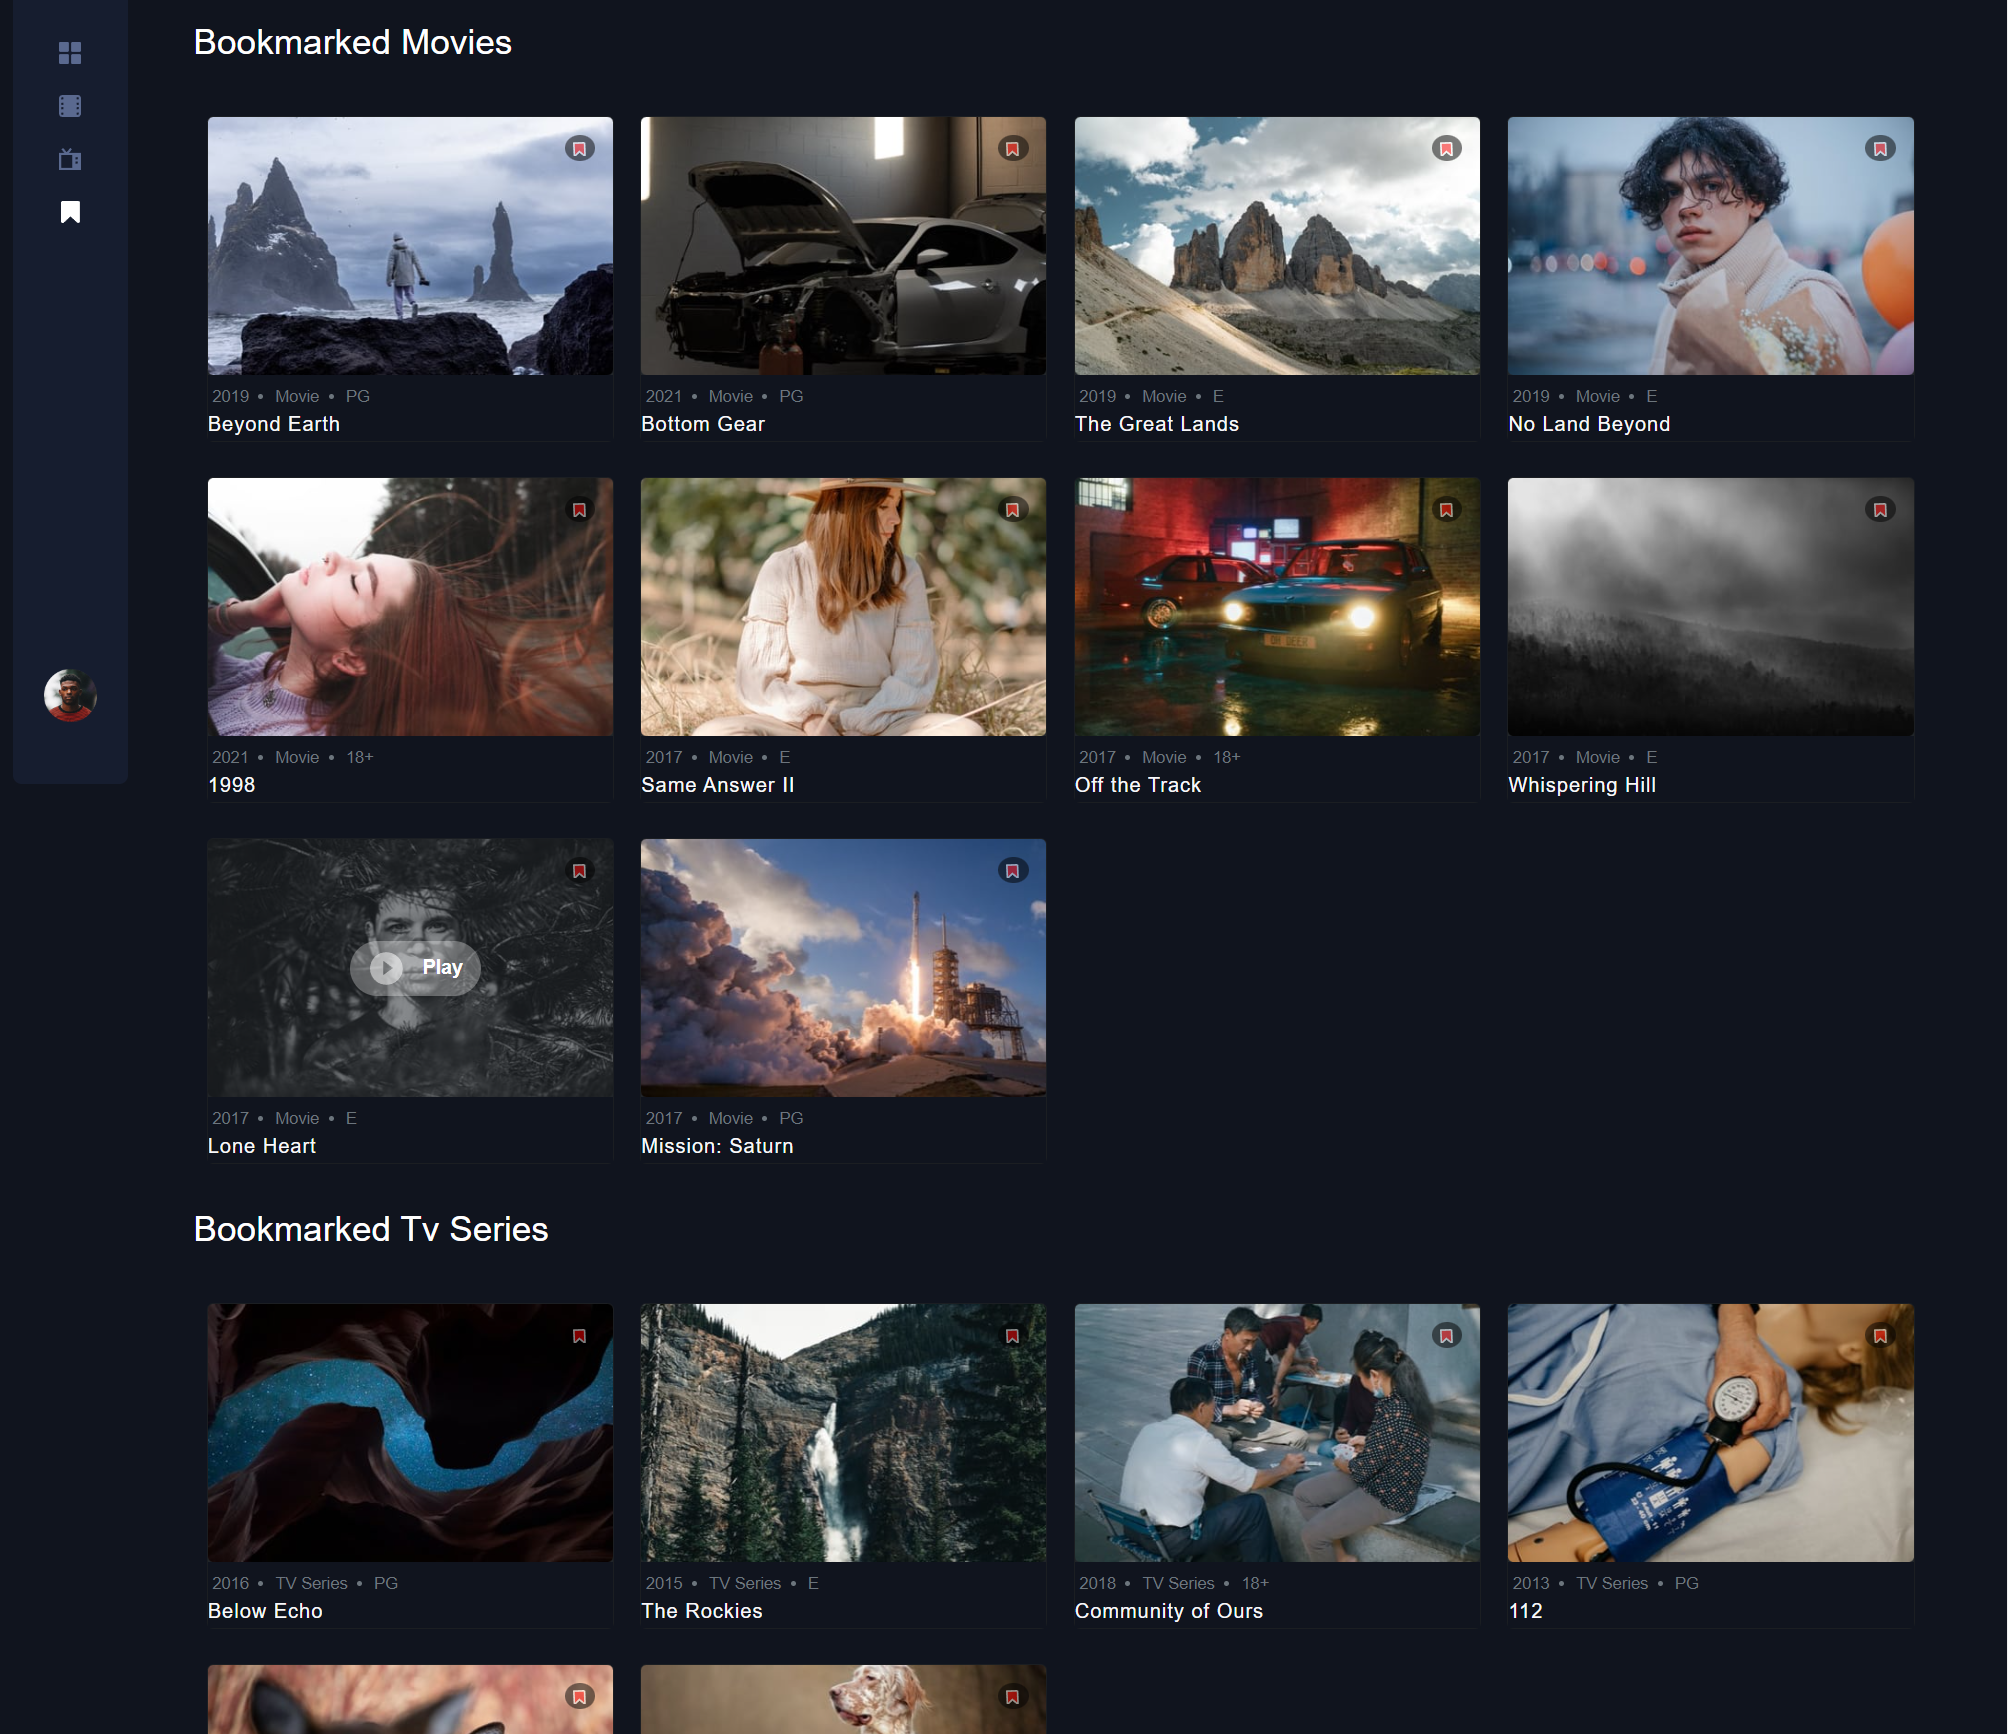 Bookmarked Movies
2019 • Movie • PG
Beyond Earth
2021 • Movie • PG
Bottom Gear
2019 • Movie • E
The Great Lands
2019 • Movie • E
No Land Beyond
2021 • Movie • 18+
1998
2017 • Movie • E
Same Answer II
OH DEER
2017 • Movie • 18+
Off the Track
2017 • Movie • E
Whispering Hill
Play
2017 • Movie • E
Lone Heart
2017 • Movie • PG
Mission: Saturn
Bookmarked Tv Series
2016 • TV Series • PG
Below Echo
2015 • TV Series • E
The Rockies
2018 • TV Series • 18+
Community of Ours
2013 • TV Series • PG
112